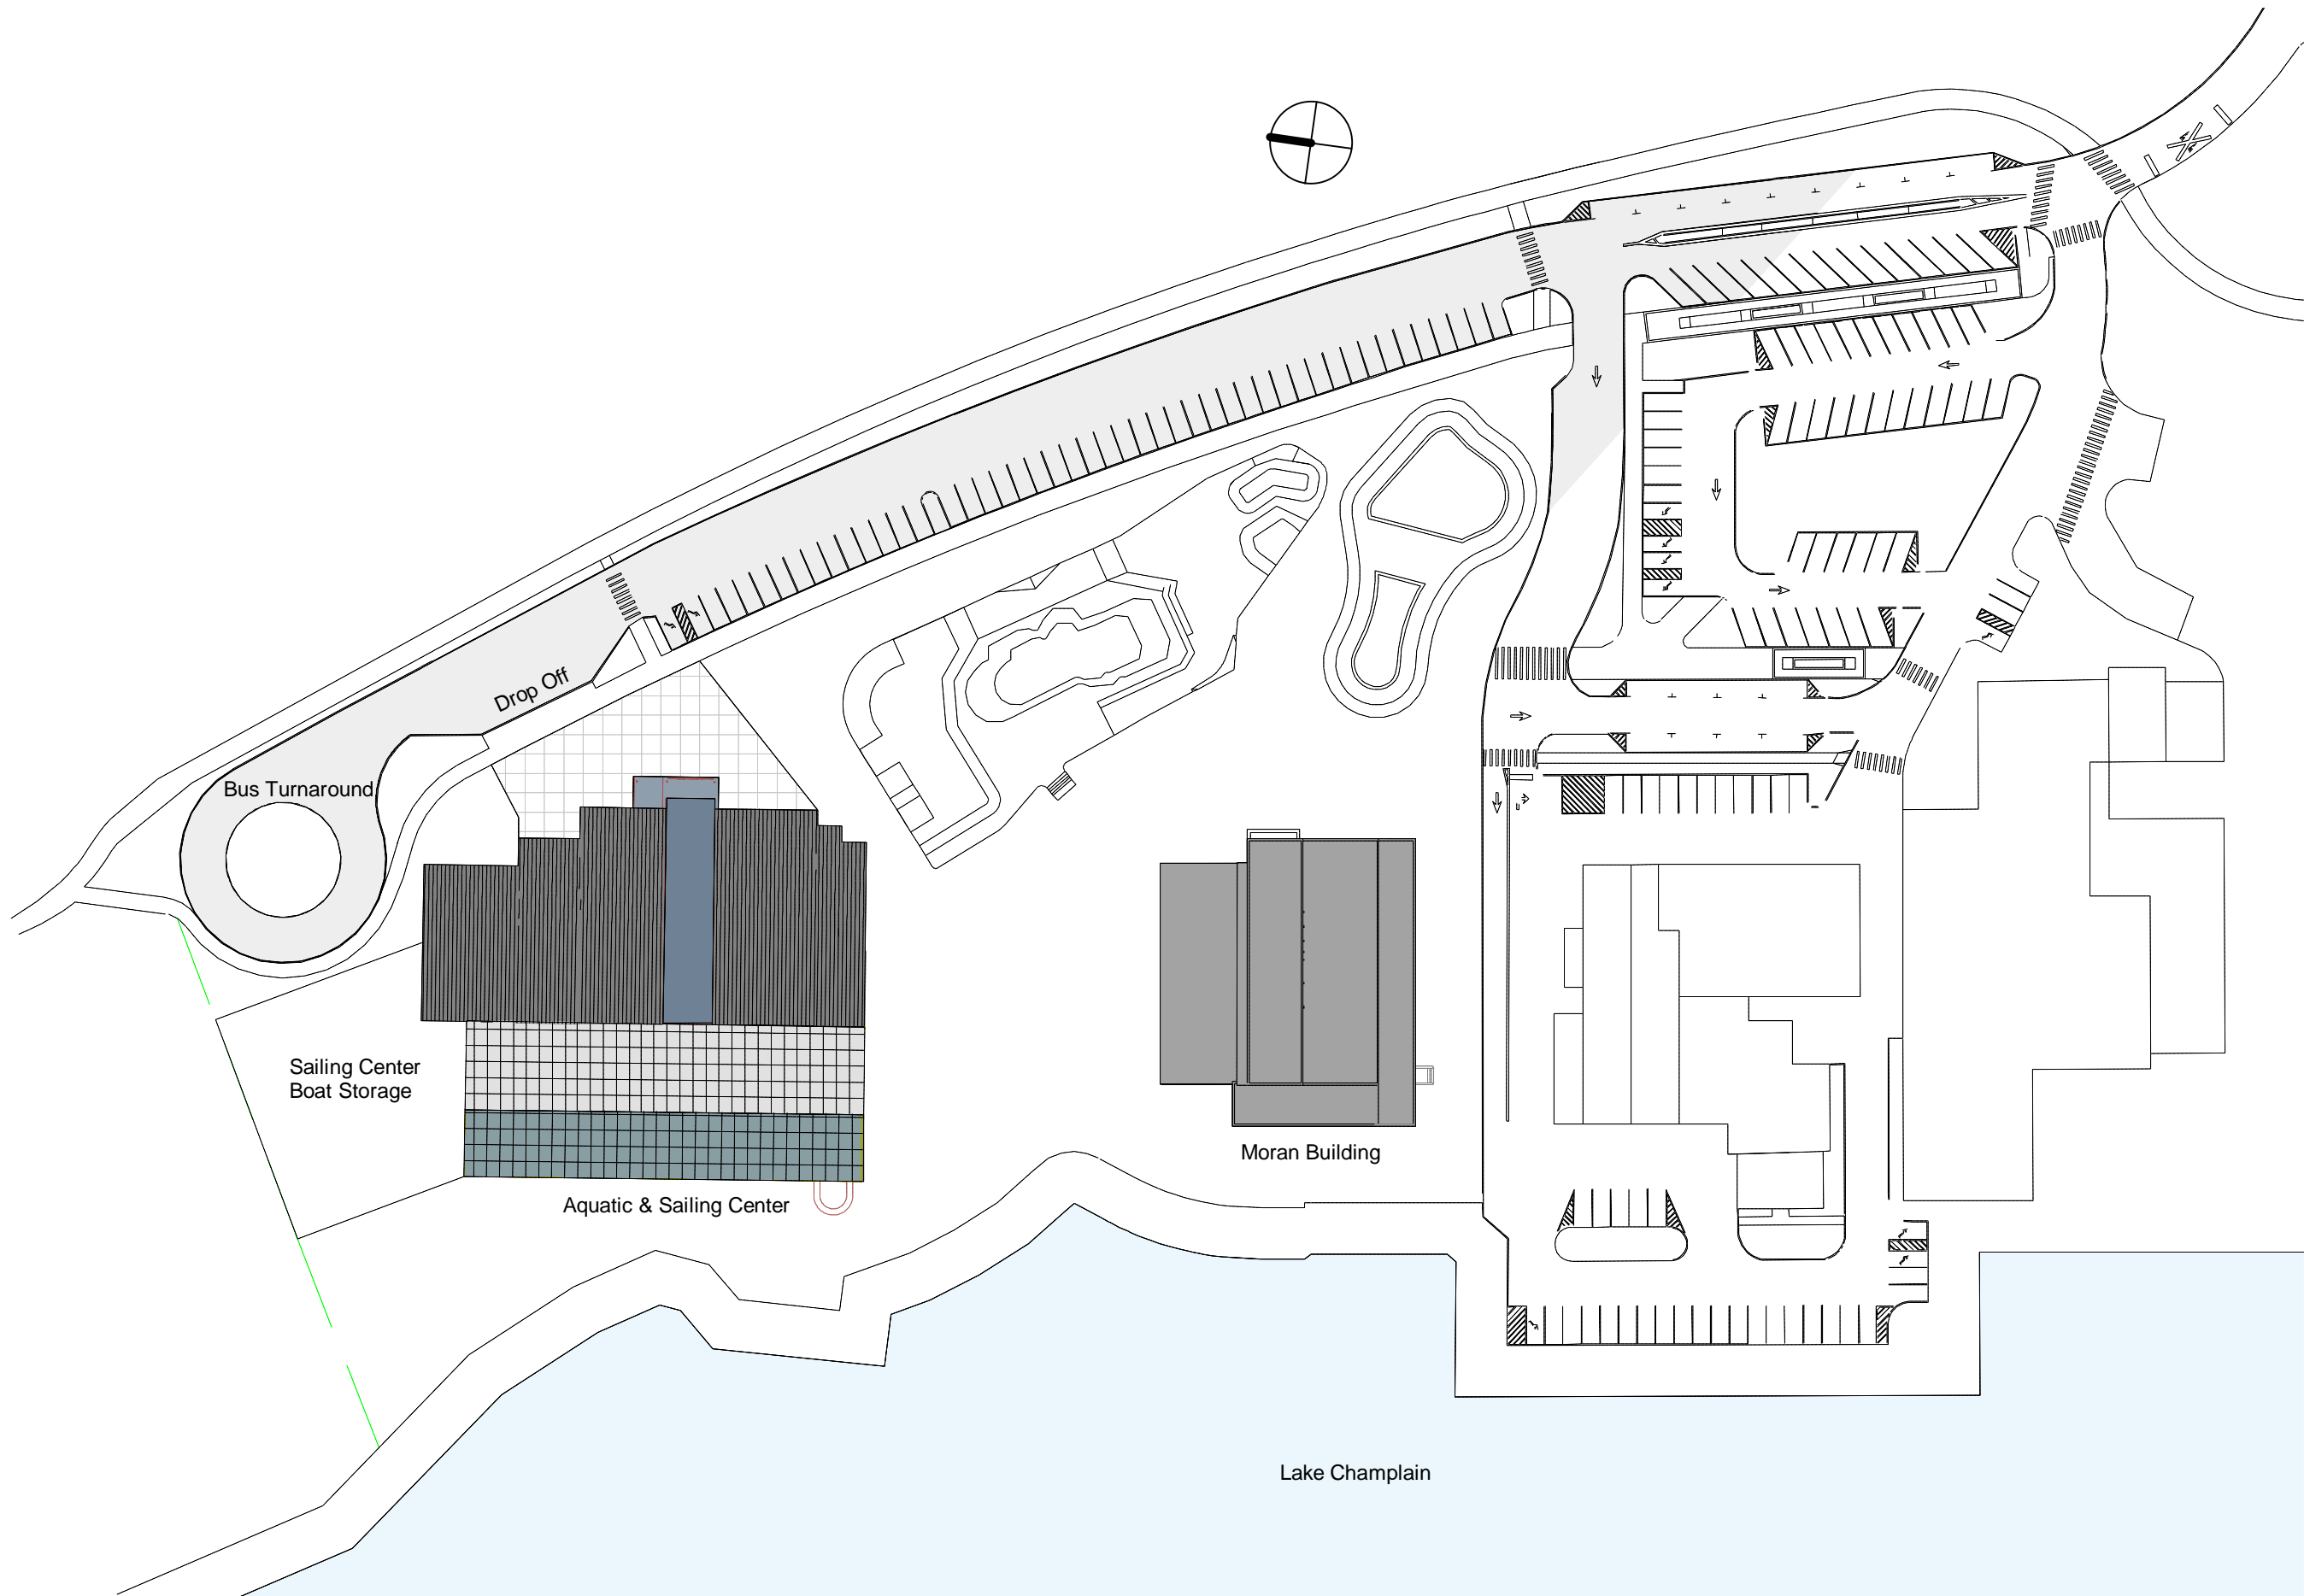 Drop Off
Bus Turnaround
Sailing Center
Boat Storage
Moran Building
Aquatic & Sailing Center
Lake Champlain